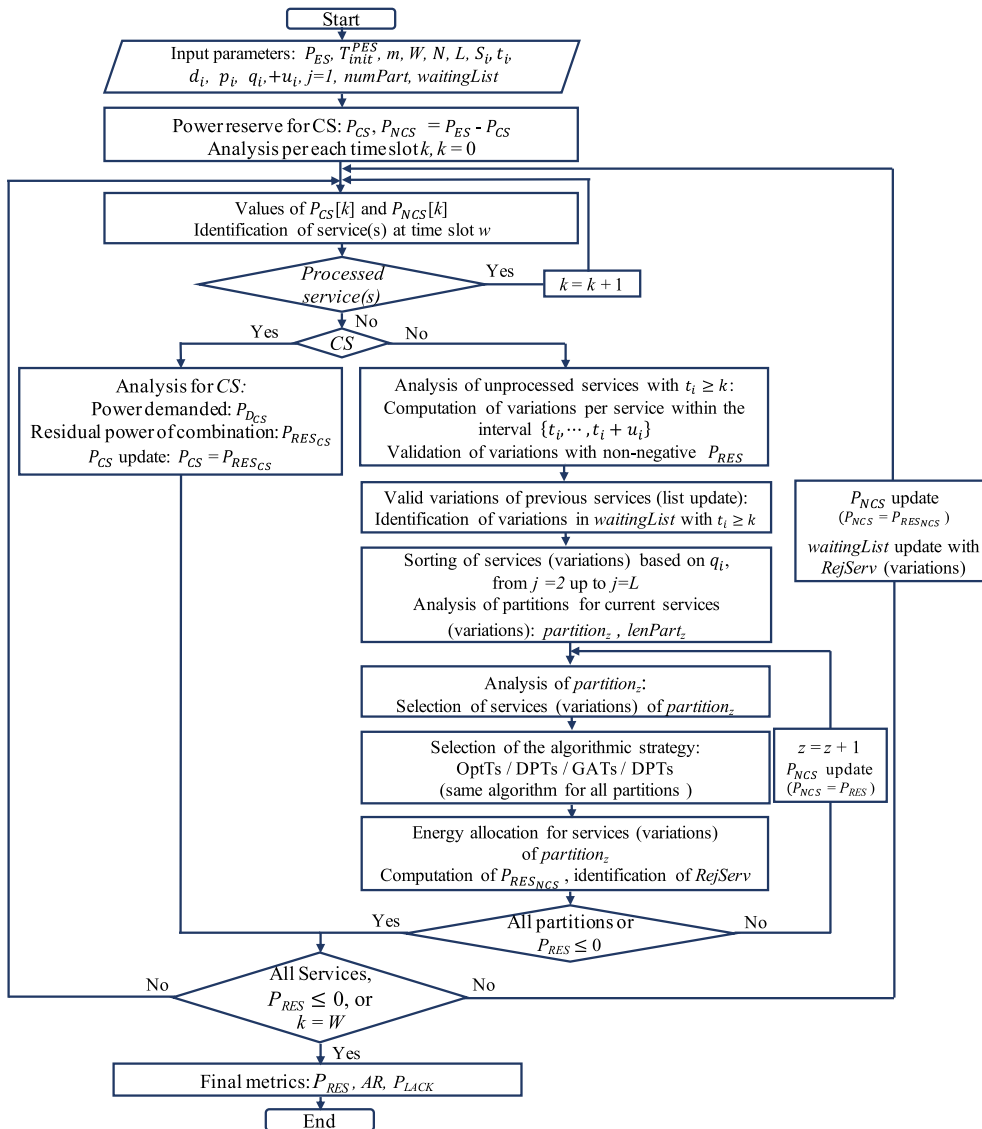 Start
Input parameters: P_ES, T_init^PES, m, W, N, L, S_i, t_i,
d_i, p_i, q_i,+u_i, j=1, numPart, waitingList
Power reserve for CS: P_CS, P_NCS = P_ES - P_CS
Analysis per each time slot k, k = 0
Values of P_CS[k] and P_NCS[k]
Identification of service(s) at time slot w
Processed
service(s)
Yes
k = k + 1
No
CS
Yes
No
Analysis for CS:
Power demanded: P_D_CS
Residual power of combination: P_RES_CS
P_CS update: P_CS = P_RES_CS
Analysis of unprocessed services with t_i ≥ k:
Computation of variations per service within the
interval {t_i, ⋯, t_i + u_i}
Validation of variations with non-negative P_RES
Valid variations of previous services (list update):
Identification of variations in waitingList with t_i ≥ k
Sorting of services (variations) based on q_i,
from j =2 up to j=L
Analysis of partitions for current services
(variations): partition_z , lenPart_z
Analysis of partition_z:
Selection of services (variations) of partition_z
Selection of the algorithmic strategy:
OptTs / DPTs / GATs / DPTs
(same algorithm for all partitions )
Energy allocation for services (variations)
of partition_z
Computation of P_RES_NCS , identification of RejServ
All partitions or
P_RES ≤ 0
Yes
No
z = z + 1
P_NCS update
(P_NCS = P_RES)
P_NCS update
(P_NCS = P_RES_NCS)
waitingList update with
RejServ (variations)
All Services,
P_RES ≤ 0, or
k = W
No
No
Yes
Final metrics: P_RES , AR, P_LACK
End